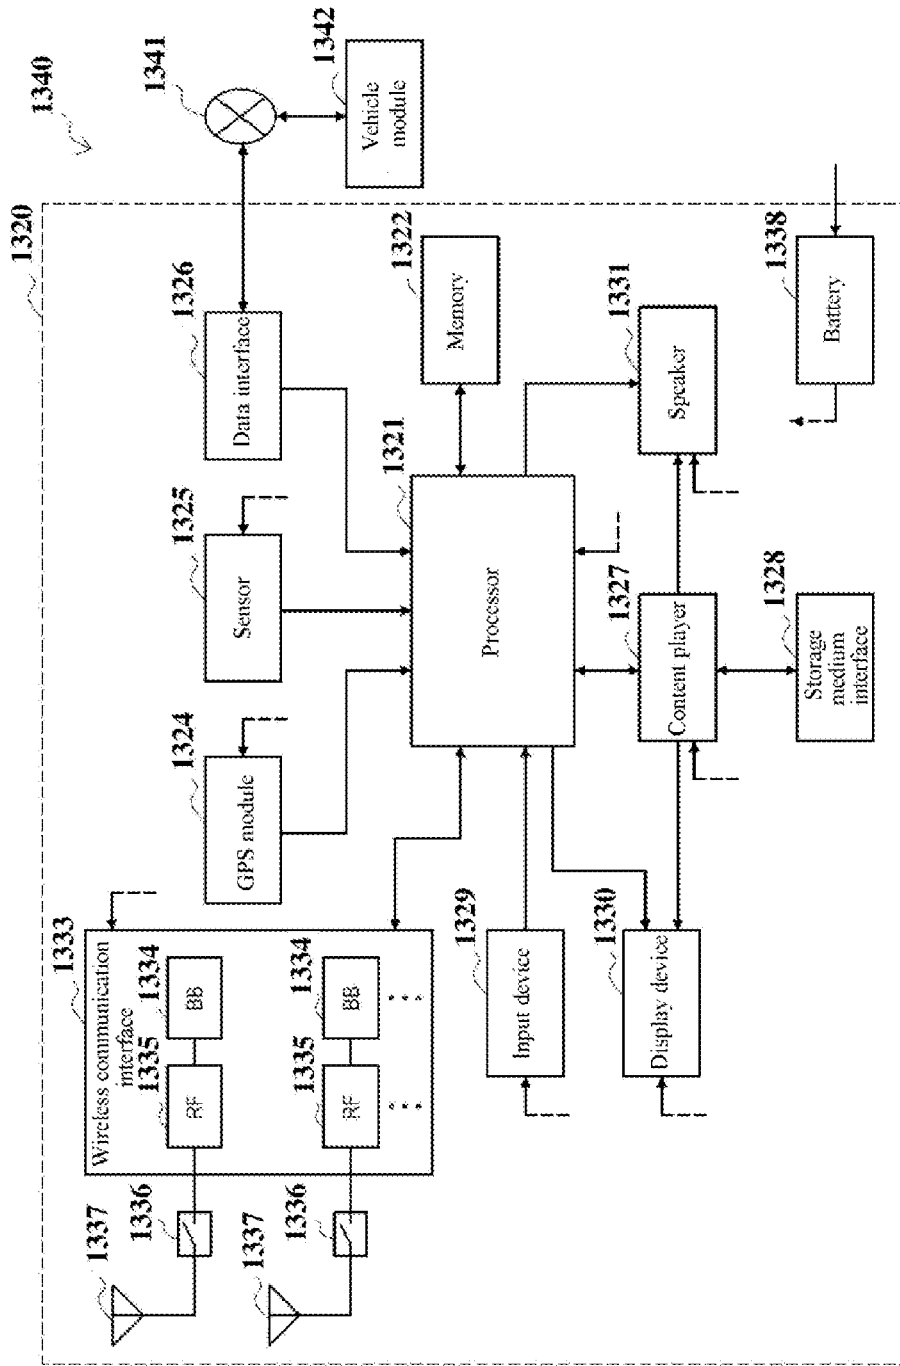 1340
1320
1341
1342
Vehicle
module
1333
Wireless communication
interface
1334
BB
1335
RF
1334
BB
1335
RF
1336
1336
1337
1337
1324
GPS module
1325
Sensor
1326
Data interface
1321
Processor
1322
Memory
1329
Input device
1330
Display device
1327
Content player
1331
Speaker
1328
Storage
medium
interface
1338
Battery